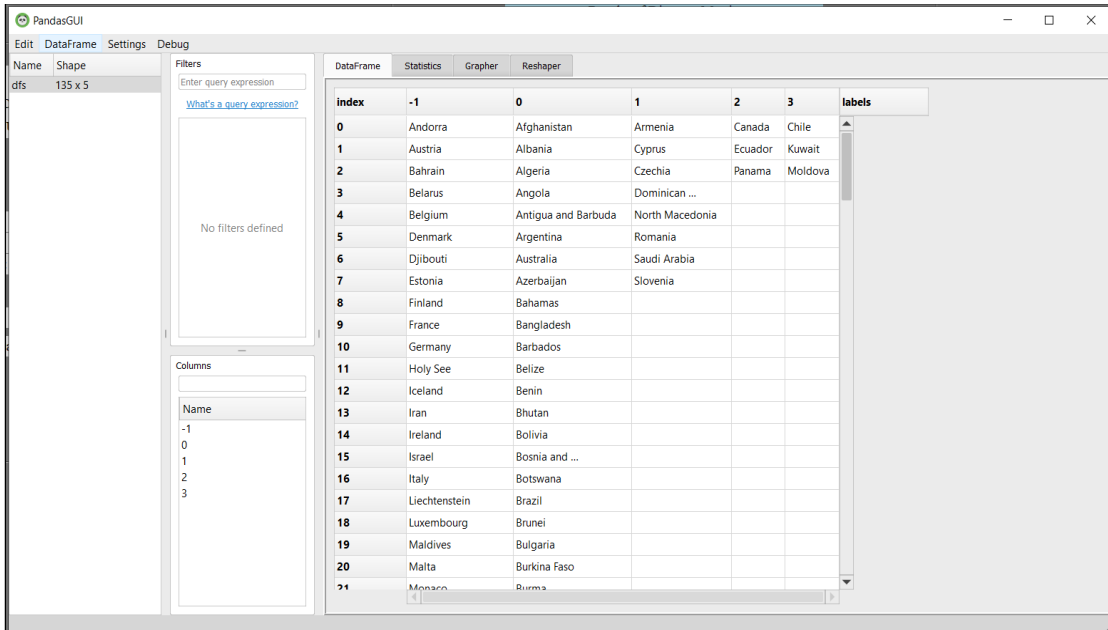 PandasGUI
Edit DataFrame Settings Debug
Name Shape
dfs 135 x 5
Filters
Enter query expression
What's a query expression?
No filters defined
Columns
Name
-1
0
1
2
3
DataFrame Statistics Grapher Reshaper
index -1 0 1 2 3 labels
0 Andorra Afghanistan Armenia Canada Chile
1 Austria Albania Cyprus Ecuador Kuwait
2 Bahrain Algeria Czechia Panama Moldova
3 Belarus Angola Dominican ...
4 Belgium Antigua and Barbuda North Macedonia
5 Denmark Argentina Romania
6 Djibouti Australia Saudi Arabia
7 Estonia Azerbaijan Slovenia
8 Finland Bahamas
9 France Bangladesh
10 Germany Barbados
11 Holy See Belize
12 Iceland Benin
13 Iran Bhutan
14 Ireland Bolivia
15 Israel Bosnia and ...
16 Italy Botswana
17 Liechtenstein Brazil
18 Luxembourg Brunei
19 Maldives Bulgaria
20 Malta Burkina Faso
21 Monaco Burma